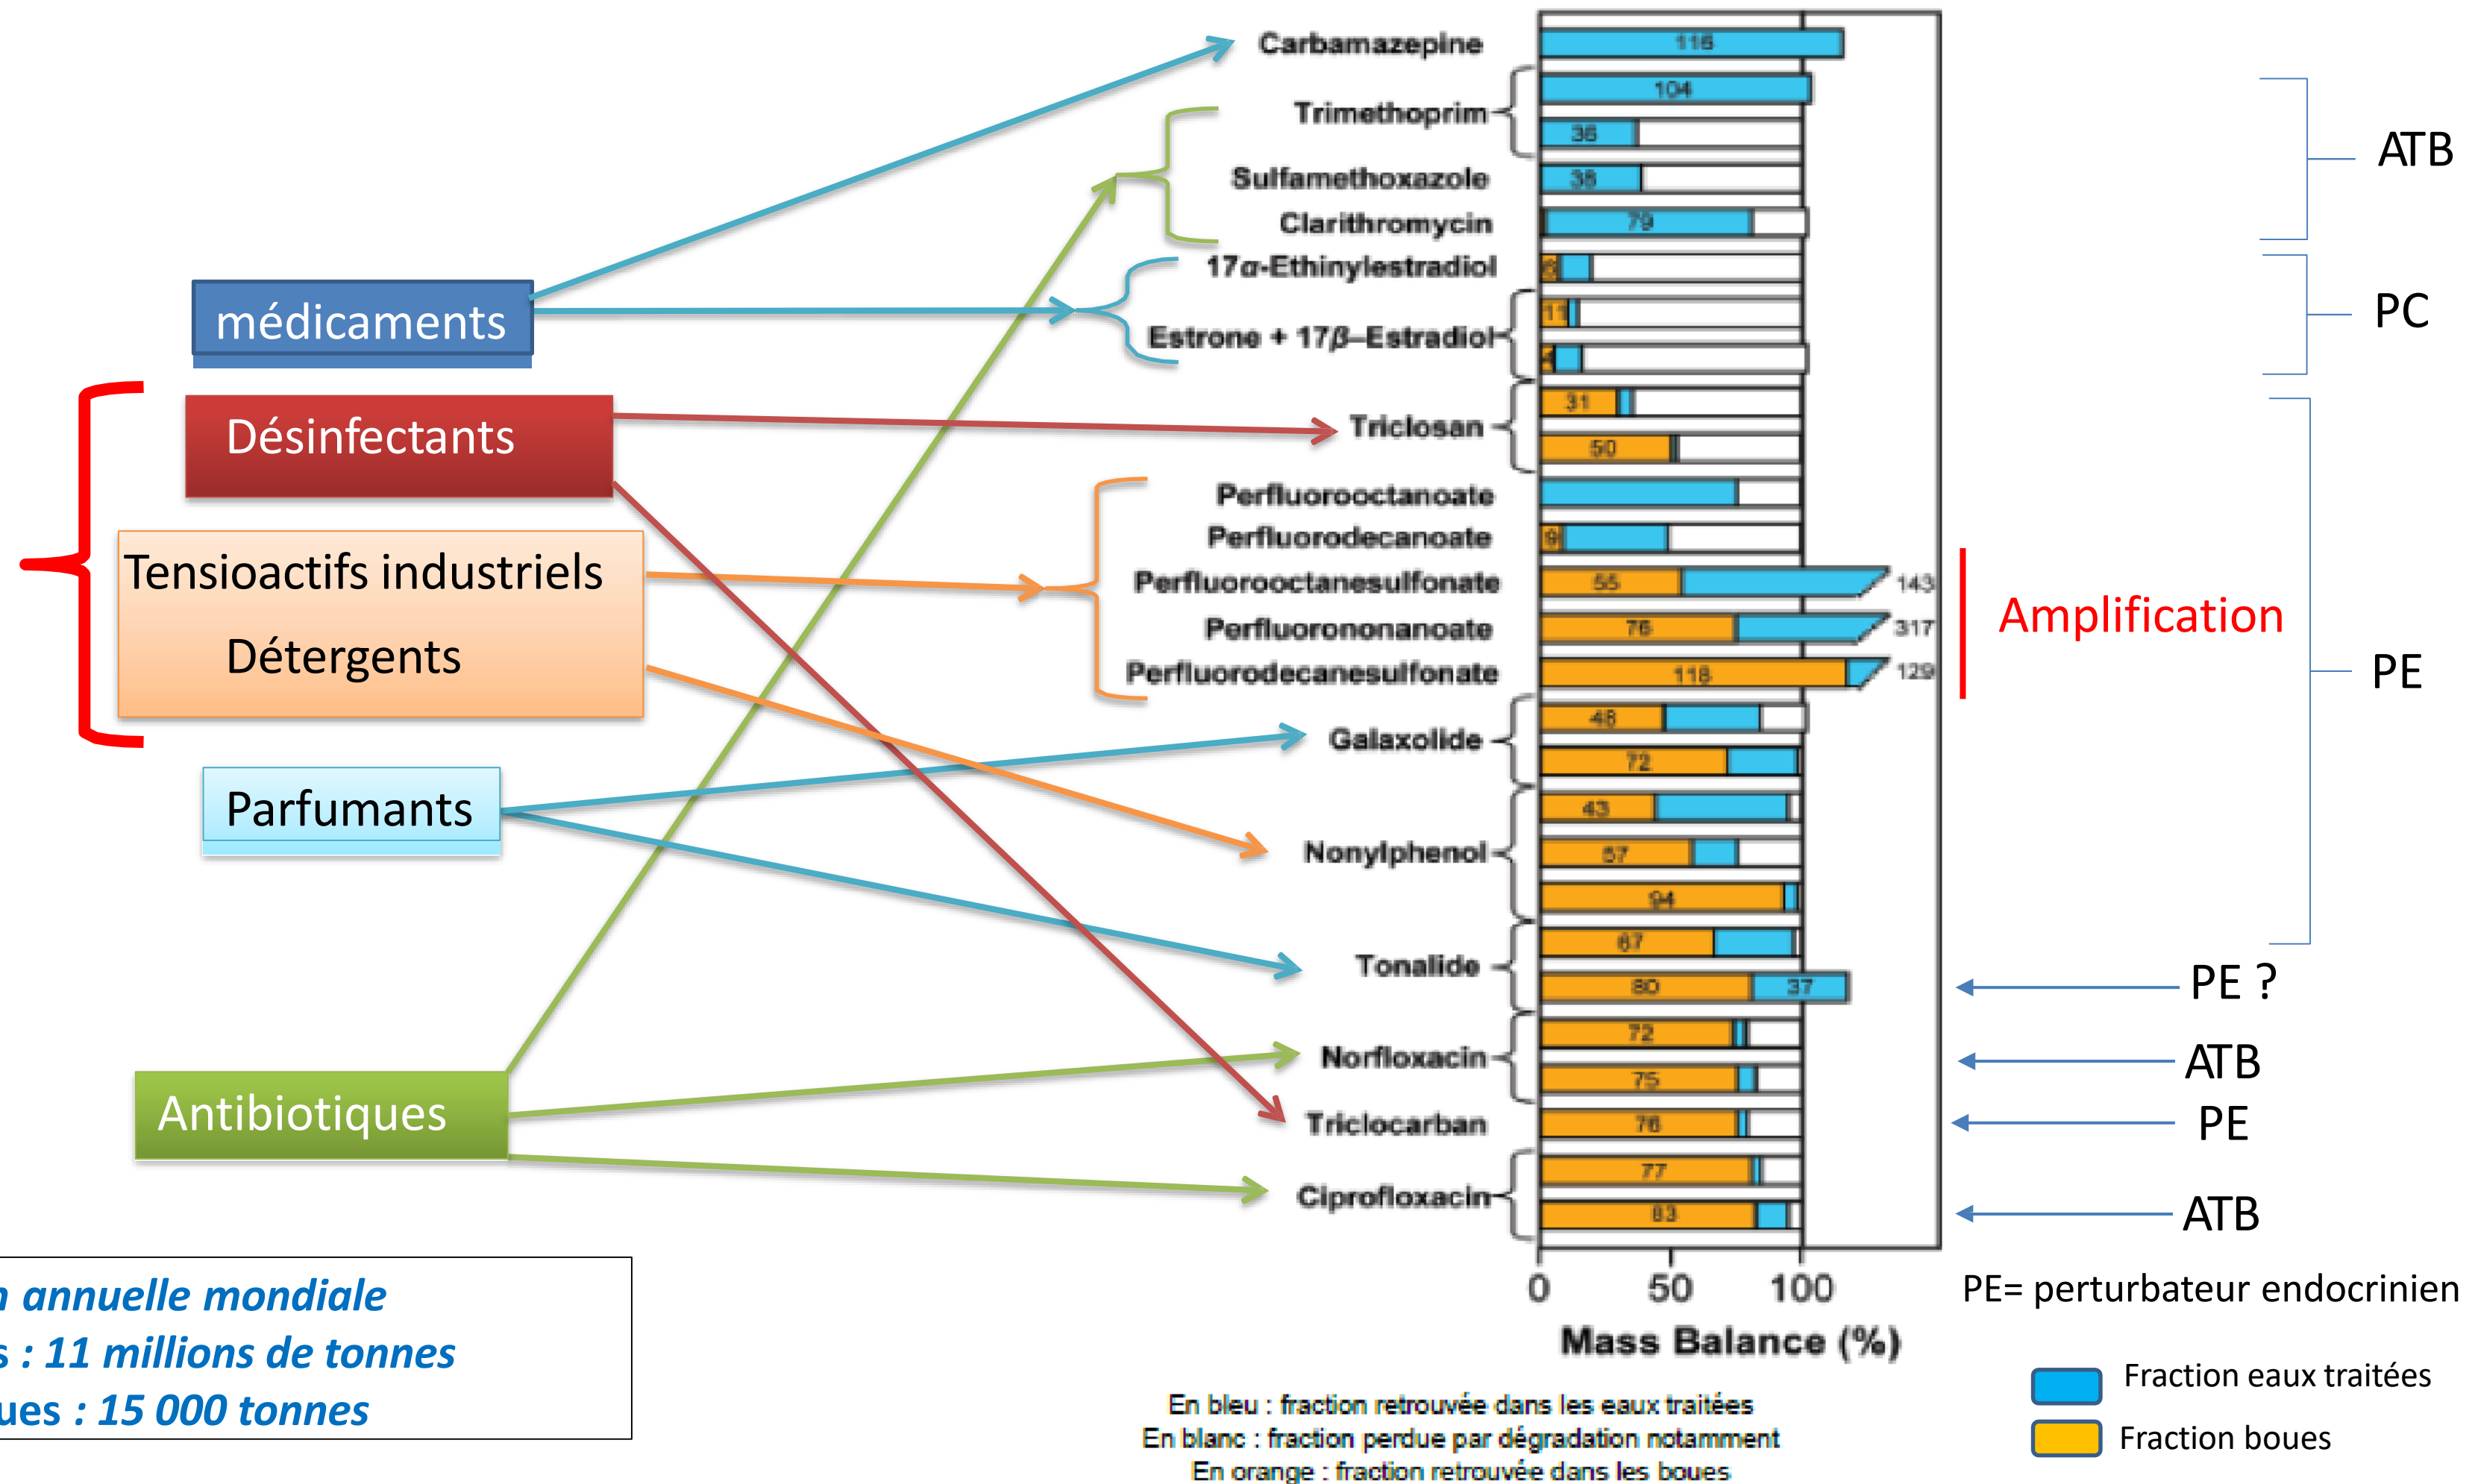 médicaments
Désinfectants
Tensioactifs industriels
Détergents
Parfumants
Antibiotiques
n annuelle mondiale
s : 11 millions de tonnes
ues : 15 000 tonnes
Carbamazepine
Trimethoprim
Sulfamethoxazole
Clarithromycin
17α-Ethinylestradiol
Estrone + 17β–Estradiol
Triclosan
Perfluorooctanoate
Perfluorodecanoate
Perfluorooctanesulfonate
Perfluorononanoate
Perfluorodecanesulfonate
Galaxolide
Nonylphenol
Tonalide
Norfloxacin
Triclocarban
Ciprofloxacin
104
36
38
79
11
31
50
9
55 143
76 317
118 129
48
72
43
94
67
80 37
72
75
76
77
83
0 50 100
Mass Balance (%)
ATB
PC
Amplification
PE
PE ?
ATB
PE
ATB
PE= perturbateur endocrinien
Fraction eaux traitées
Fraction boues
En bleu : fraction retrouvée dans les eaux traitées
En blanc : fraction perdue par dégradation notamment
En orange : fraction retrouvée dans les boues